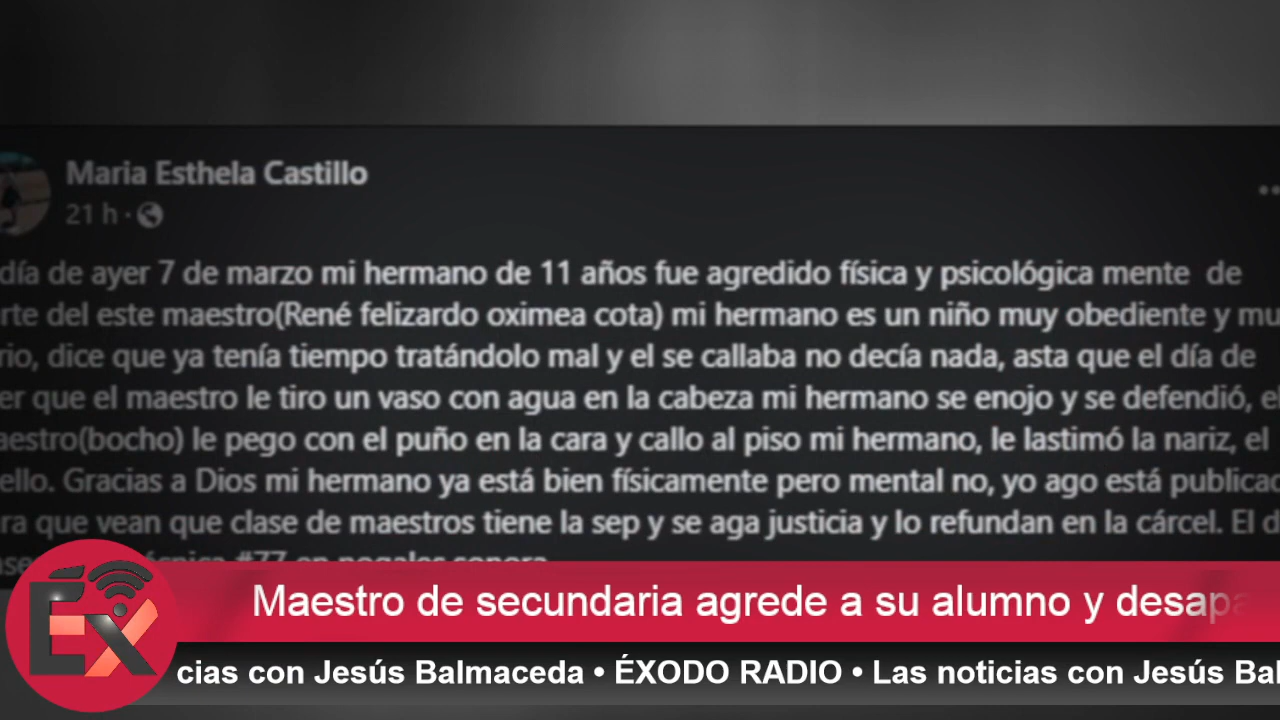 Maria Esthela Castillo
21 h ·
día de ayer 7 de marzo mi hermano de 11 años fue agredido física y psicológica mente de
rte del este maestro(René felizardo oximea cota) mi hermano es un niño muy obediente y mu
rio, dice que ya tenía tiempo tratándolo mal y el se callaba no decía nada, asta que el día de
er que el maestro le tiro un vaso con agua en la cabeza mi hermano se enojo y se defendió, el
aestro(bocho) le pego con el puño en la cara y callo al piso mi hermano, le lastimó la nariz, el
ello. Gracias a Dios mi hermano ya está bien físicamente pero mental no, yo ago está publicac
ra que vean que clase de maestros tiene la sep y se aga justicia y lo refundan en la cárcel. El d
#77 en nogales sonora
Maestro de secundaria agrede a su alumno y desapa
ÉX
cias con Jesús Balmaceda • ÉXODO RADIO • Las noticias con Jesús Bal